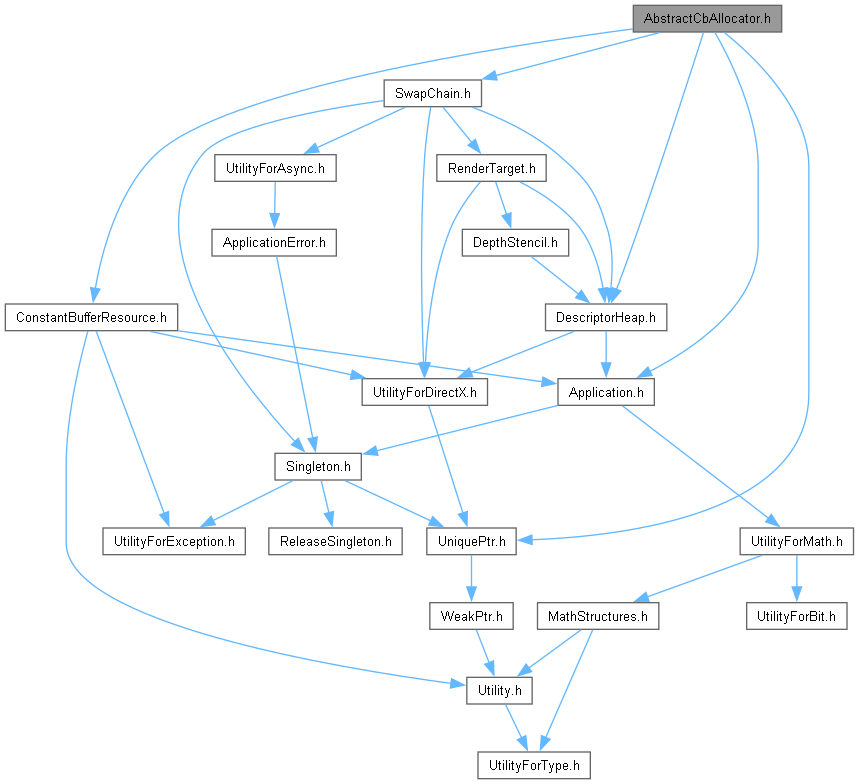 AbstractCbAllocator.h
SwapChain.h
UtilityForAsync.h
RenderTarget.h
ApplicationError.h
DepthStencil.h
ConstantBufferResource.h
DescriptorHeap.h
UtilityForDirectX.h
Application.h
Singleton.h
UtilityForException.h
ReleaseSingleton.h
UniquePtr.h
UtilityForMath.h
WeakPtr.h
MathStructures.h
UtilityForBit.h
Utility.h
UtilityForType.h